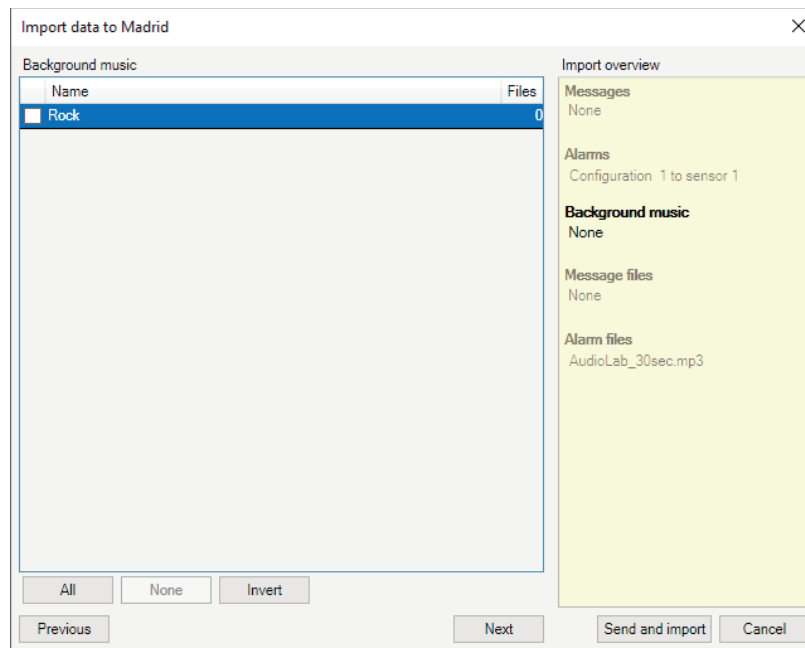 Import data to Madrid
Background music
Name Files
Rock 0
All None Invert
Previous Next
Import overview
Messages
None
Alarms
Configuration 1 to sensor 1
Background music
None
Message files
None
Alarm files
AudioLab_30sec.mp3
Send and import Cancel